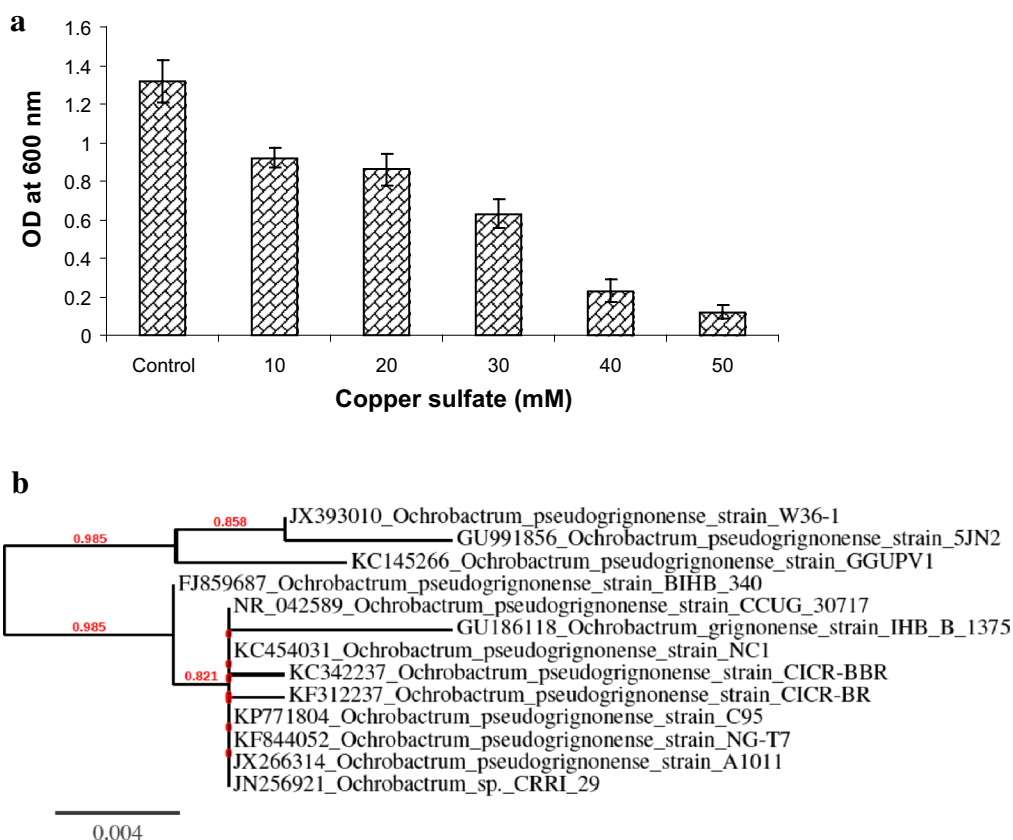 a
1.6
1.4
1.2
1
0.8
0.6
0.4
0.2
0
OD at 600 nm
Control 10 20 30 40 50
Copper sulfate (mM)
b
0.858
JX393010_Ochrobactrum_pseudogrignonense_strain_W36-1
GU991856_Ochrobactrum_pseudogrignonense_strain_5JN2
0.985
KC145266_Ochrobactrum_pseudogrignonense_strain_GGUPV1
FJ859687_Ochrobactrum_pseudogrignonense_strain_BIHB_340
NR_042589_Ochrobactrum_pseudogrignonense_strain_CCUG_30717
0.985
GU186118_Ochrobactrum_grignonense_strain_IHB_B_1375
KC454031_Ochrobactrum_pseudogrignonense_strain_NC1
0.821
KC342237_Ochrobactrum_pseudogrignonense_strain_CICR-BBR
KF312237_Ochrobactrum_pseudogrignonense_strain_CICR-BR
KP771804_Ochrobactrum_pseudogrignonense_strain_C95
KF844052_Ochrobactrum_pseudogrignonense_strain_NG-T7
JX266314_Ochrobactrum_pseudogrignonense_strain_A1011
JN256921_Ochrobactrum_sp._CRRI_29
0.004